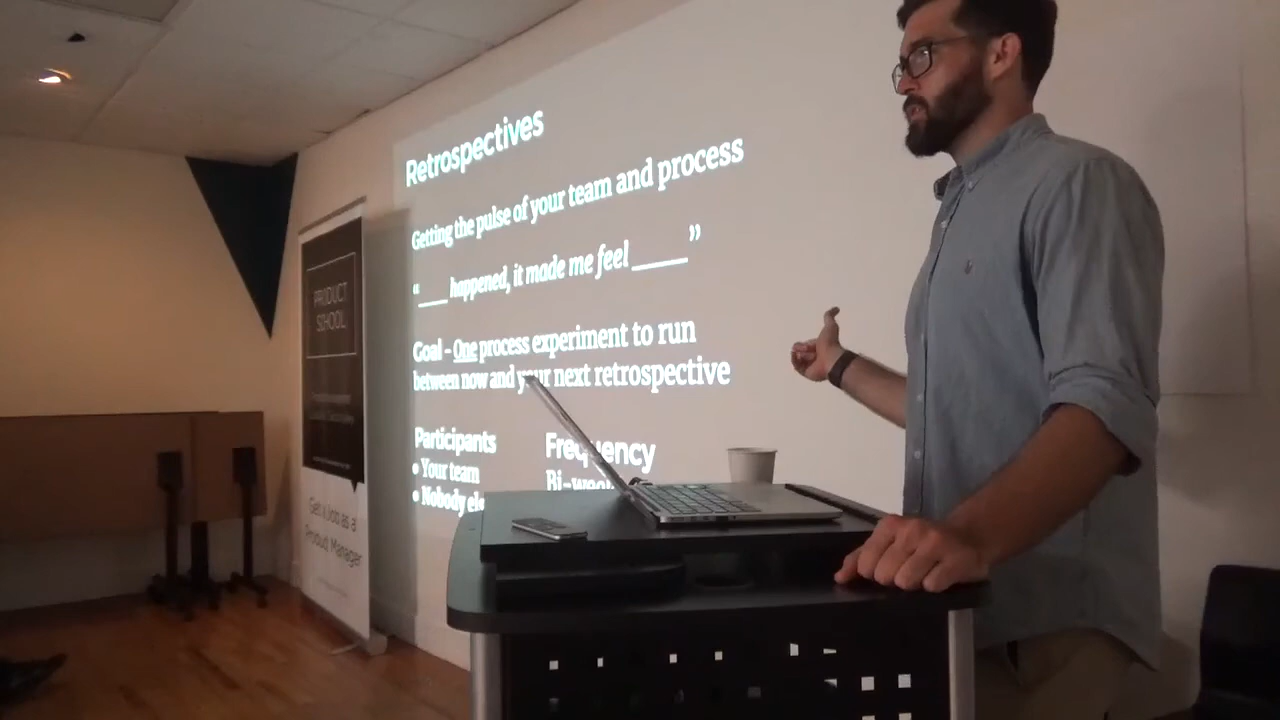 Retrospectives
Getting the pulse of your team and process
“___ happened, it made me feel _____”
Goal - One process experiment to run
between now and your next retrospective
Participants
• Your team
• Nobody
Frequency
PRODUCT
SCHOOL
Get a Job as a
Product Manager